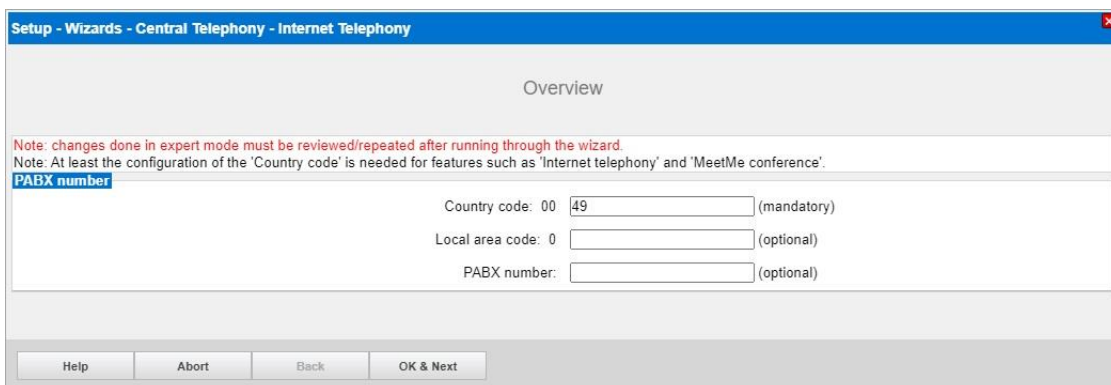 Setup - Wizards - Central Telephony - Internet Telephony
Overview
Note: changes done in expert mode must be reviewed/repeated after running through the wizard.
Note: At least the configuration of the 'Country code' is needed for features such as 'Internet telephony' and 'MeetMe conference'.
PABX number
Country code: 00 49 (mandatory)
Local area code: 0 (optional)
PABX number: (optional)
Help Abort Back OK & Next